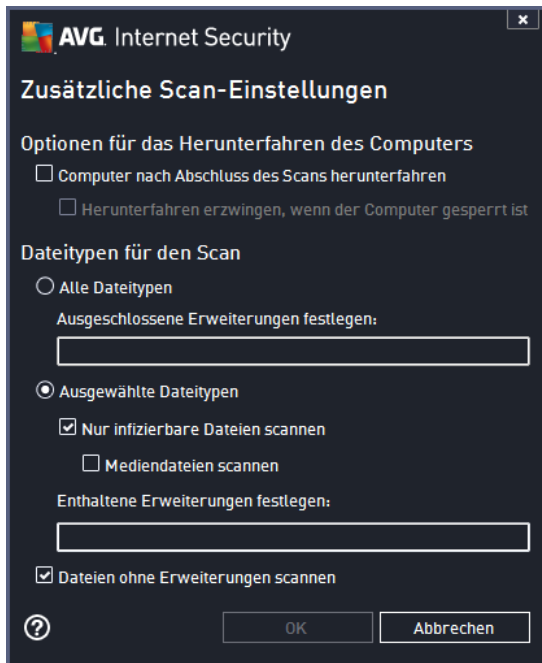 AVG. Internet Security
Zusätzliche Scan-Einstellungen
Optionen für das Herunterfahren des Computers
Computer nach Abschluss des Scans herunterfahren
Herunterfahren erzwingen, wenn der Computer gesperrt ist
Dateitypen für den Scan
Alle Dateitypen
Ausgeschlossene Erweiterungen festlegen:
Ausgewählte Dateitypen
Nur infizierbare Dateien scannen
Mediendateien scannen
Enthaltene Erweiterungen festlegen:
Dateien ohne Erweiterungen scannen
OK
Abbrechen